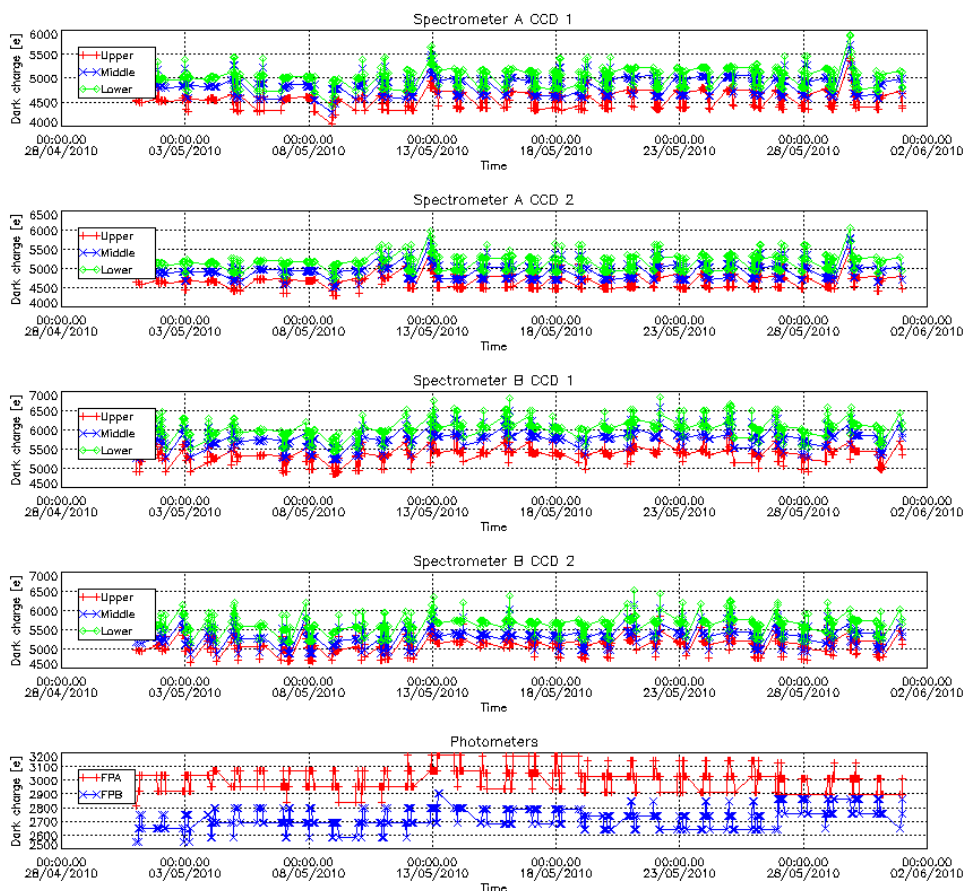 Spectrometer A CCD 1
Dark charge [e]
6000
5500
5000
4500
4000
Upper
Middle
Lower
00:00.00 00:00.00 00:00.00 00:00.00 00:00.00 00:00.00 00:00.00 00:00.00
28/04/2010 03/05/2010 08/05/2010 13/05/2010 18/05/2010 23/05/2010 28/05/2010 02/06/2010
Time
Spectrometer A CCD 2
Dark charge [e]
6500
6000
5500
5000
4500
4000
Upper
Middle
Lower
00:00.00 00:00.00 00:00.00 00:00.00 00:00.00 00:00.00 00:00.00 00:00.00
28/04/2010 03/05/2010 08/05/2010 13/05/2010 18/05/2010 23/05/2010 28/05/2010 02/06/2010
Time
Spectrometer B CCD 1
Dark charge [e]
7000
6500
6000
5500
5000
4500
Upper
Middle
Lower
00:00.00 00:00.00 00:00.00 00:00.00 00:00.00 00:00.00 00:00.00 00:00.00
28/04/2010 03/05/2010 08/05/2010 13/05/2010 18/05/2010 23/05/2010 28/05/2010 02/06/2010
Time
Spectrometer B CCD 2
Dark charge [e]
7000
6500
6000
5500
5000
4500
Upper
Middle
Lower
00:00.00 00:00.00 00:00.00 00:00.00 00:00.00 00:00.00 00:00.00 00:00.00
28/04/2010 03/05/2010 08/05/2010 13/05/2010 18/05/2010 23/05/2010 28/05/2010 02/06/2010
Time
Photometers
Dark charge [e]
3200
3100
3000
2900
2800
2700
2600
2500
FPA
FPB
00:00.00 00:00.00 00:00.00 00:00.00 00:00.00 00:00.00 00:00.00 00:00.00
28/04/2010 03/05/2010 08/05/2010 13/05/2010 18/05/2010 23/05/2010 28/05/2010 02/06/2010
Time